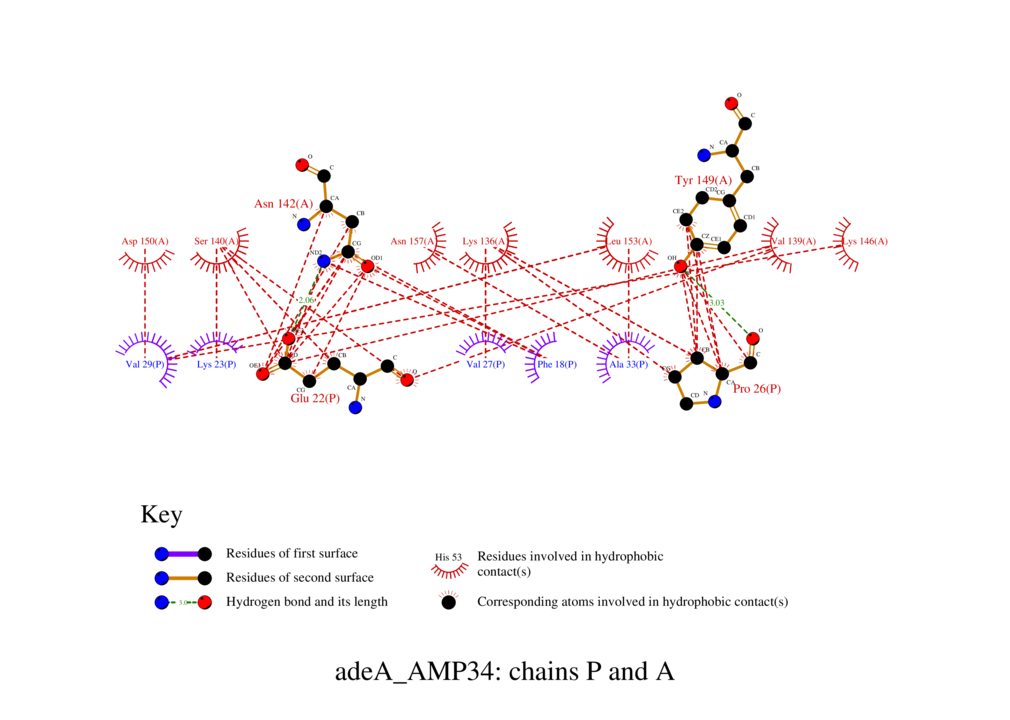 O
C
CA
N
CB
Tyr 149(A)
CD2
CG
CD1
CE2
CZ
CE1
OH
O
C
Asn 142(A)
CA
N
CB
CG
ND2
OD1
Asp 150(A)
Ser 140(A)
Asn 157(A)
Lys 136(A)
Leu 153(A)
Val 139(A)
Lys 146(A)
2.06
3.03
Val 29(P)
Lys 23(P)
Val 27(P)
Phe 18(P)
Ala 33(P)
OE1
CB
C
O
CG
CA
N
Glu 22(P)
O
CB
C
CA
CD
N
Pro 26(P)
Key
Residues of first surface
Residues of second surface
3.0
Hydrogen bond and its length
His 53
Residues involved in hydrophobic
contact(s)
Corresponding atoms involved in hydrophobic contact(s)
adeA_AMP34: chains P and A